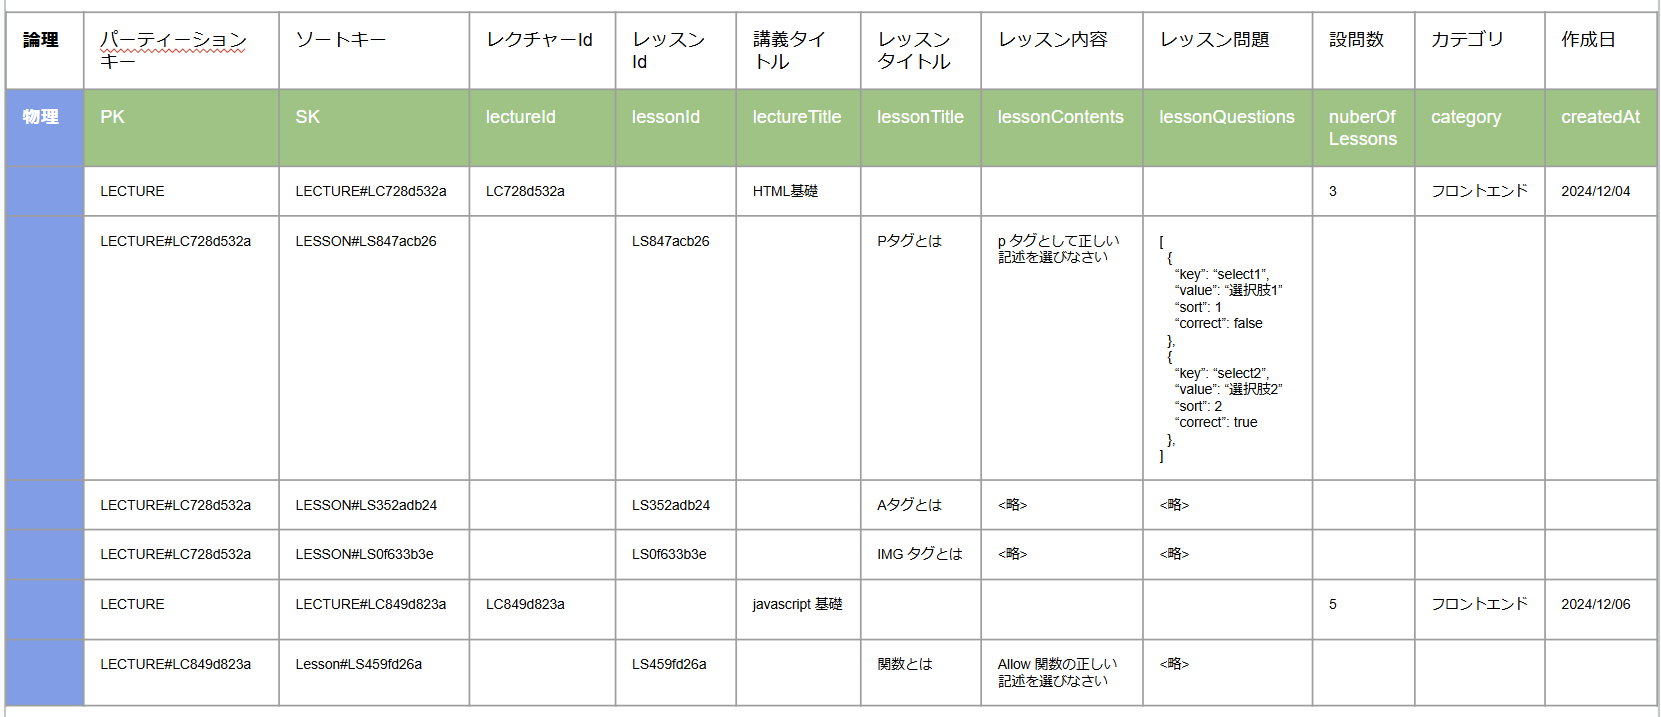 論理 パーティーション キー ソートキー レクチャーId レッスン Id 講義タイ トル レッスン タイトル レッスン内容 レッスン問題 設問数 カテゴリ 作成日
物理 PK SK lectureId lessonId lectureTitle lessonTitle lessonContents lessonQuestions nuberOf Lessons category createdAt
LECTURE LECTURE#LC728d532a LC728d532a HTML基礎 3 フロントエンド 2024/12/04
LECTURE#LC728d532a LESSON#LS847acb26 LS847acb26 Pタグとは p タグとして正しい [
記述を選びなさい {
“key”: “select1”,
“value”: “選択肢1”
“sort”: 1
“correct”: false
},
{
“key”: “select2”,
“value”: “選択肢2”
“sort”: 2
“correct”: true
},
]
LECTURE#LC728d532a LESSON#LS352adb24 LS352adb24 Aタグとは <略> <略>
LECTURE#LC728d532a LESSON#LS0f633b3e LS0f633b3e IMG タグとは <略> <略>
LECTURE LECTURE#LC849d823a LC849d823a javascript 基礎 5 フロントエンド 2024/12/06
LECTURE#LC849d823a Lesson#LS459fd26a LS459fd26a 関数とは Allow 関数の正しい <略>
記述を選びなさい